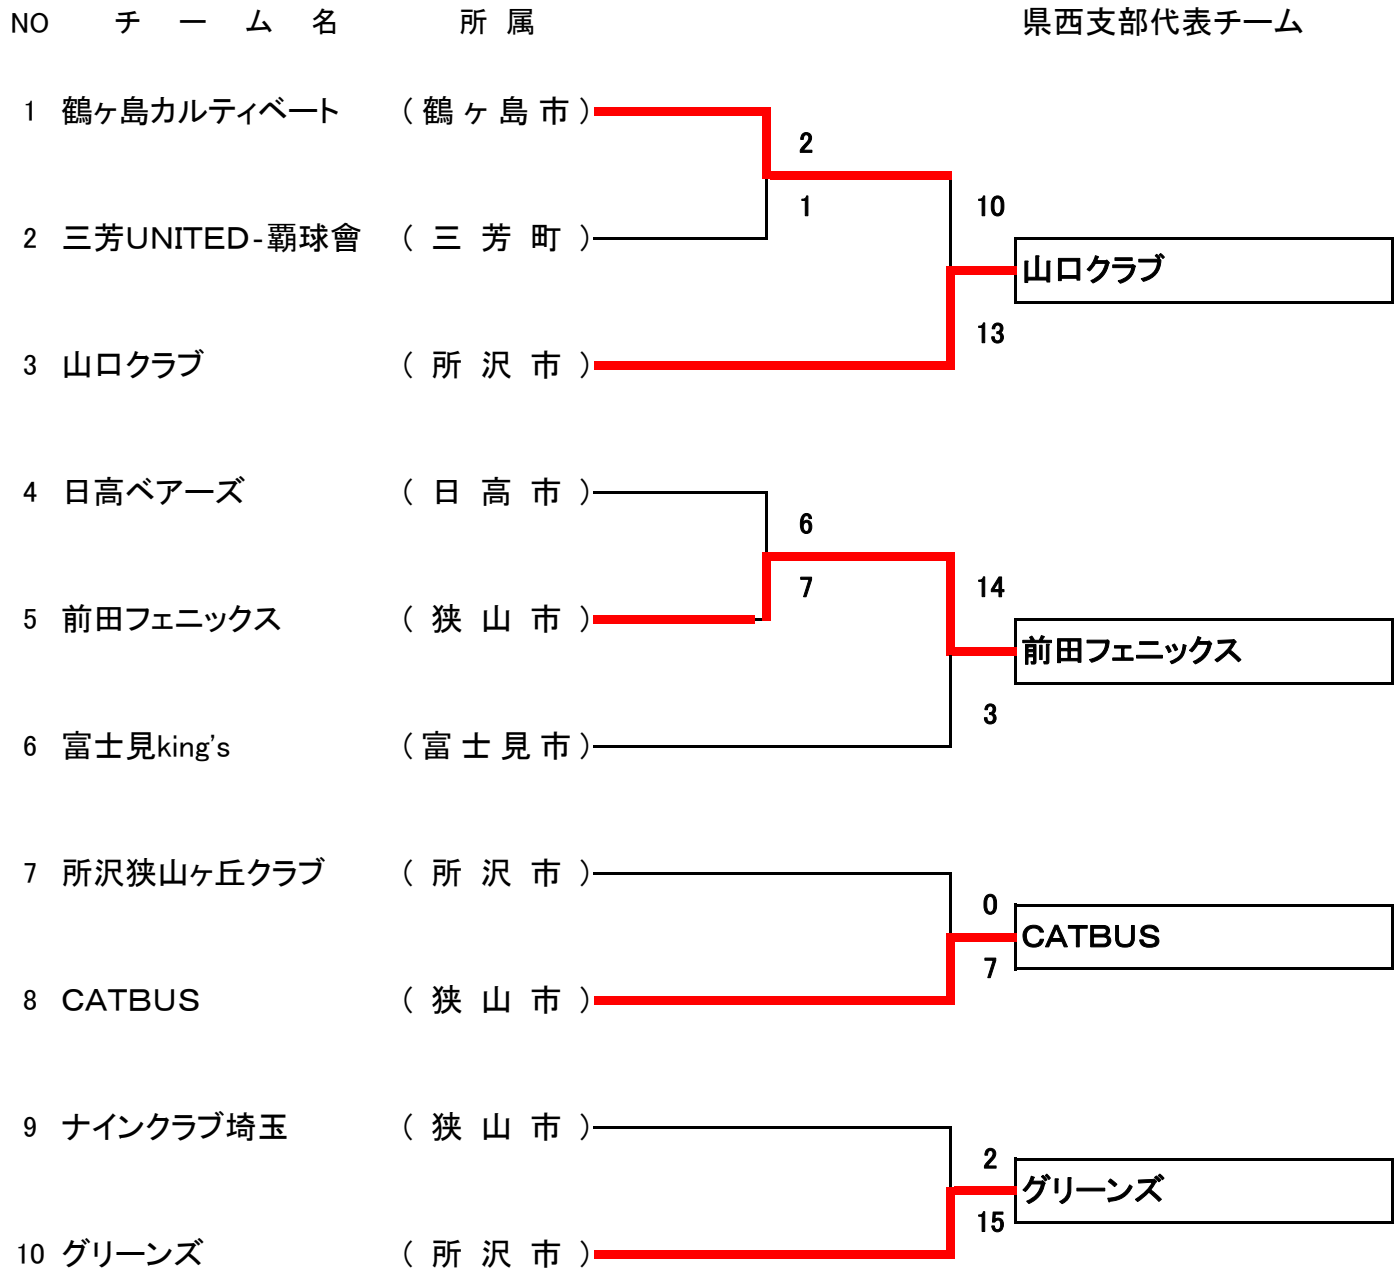 NO チーム名 所属 県西支部代表チーム
1 鶴ヶ島カルティベート (鶴ヶ島市)
2
1 10
2 三芳UNITED-覇球會 (三芳町)
山口クラブ
13
3 山口クラブ (所沢市)
4 日高ベアーズ (日高市)
6
7 14
5 前田フェニックス (狭山市)
前田フェニックス
3
6 富士見king's (富士見市)
7 所沢狭山ヶ丘クラブ (所沢市)
0
CATBUS
7
8 CATBUS (狭山市)
9 ナインクラブ埼玉 (狭山市)
2
グリーンズ
15
10 グリーンズ (所沢市)